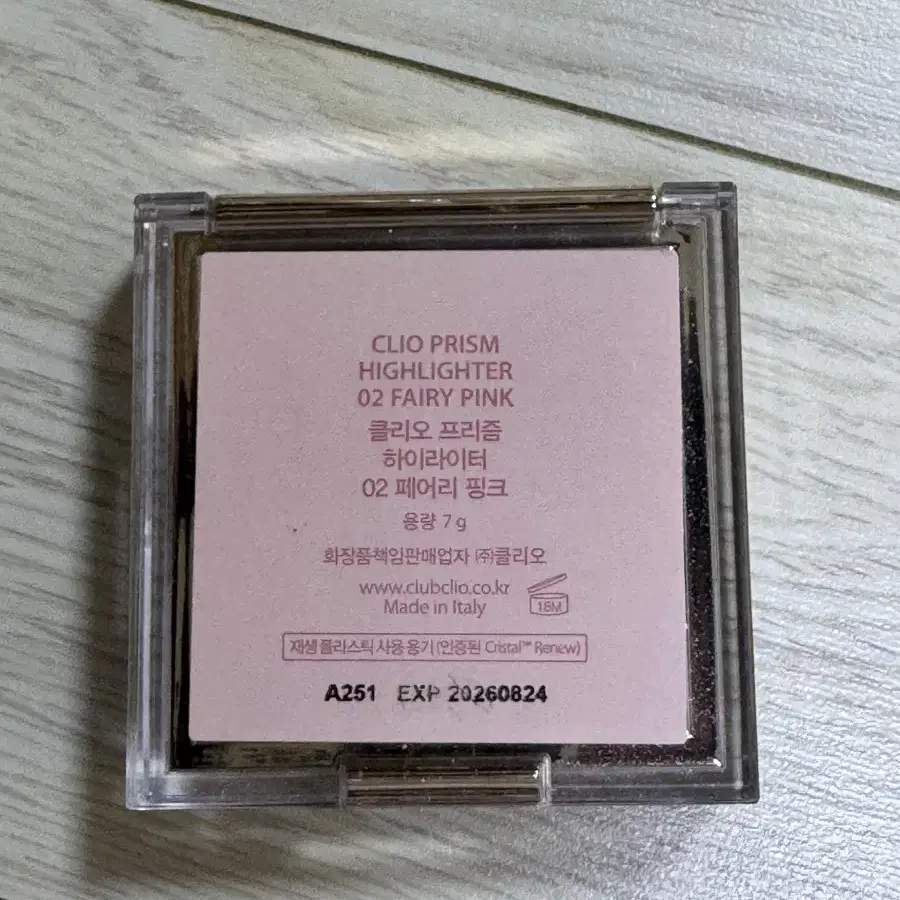 CLIO PRISM
HIGHLIGHTER
02 FAIRY PINK
클리오 프리즘
하이라이터
02 페어리 핑크
용량 7 g
화장품책임판매업자 ㈜클리오
www.clubclio.co.kr
Made in Italy
18M
재생 플라스틱 사용 용기 (인증된 Cristal™ Renew)
A251 EXP 20260824